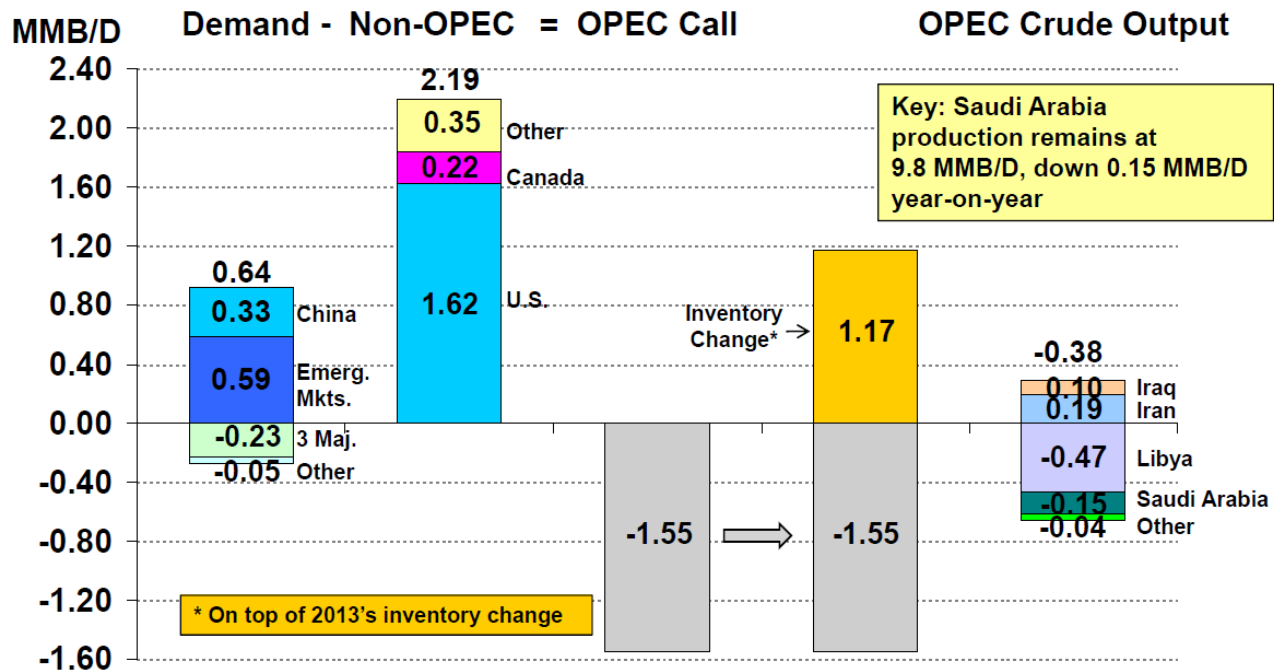 MMB/D
Demand - Non-OPEC = OPEC Call
OPEC Crude Output
2.40
2.00
1.60
1.20
0.80
0.40
0.00
-0.40
-0.80
-1.20
-1.60
0.64
0.33
China
0.59
Emerg.
Mkts.
-0.23
3 Maj.
-0.05
Other
2.19
0.35
Other
0.22
Canada
1.62
U.S.
-1.55
Inventory
Change*
1.17
-1.55
Key: Saudi Arabia
production remains at
9.8 MMB/D, down 0.15 MMB/D
year-on-year
-0.38
0.10
Iraq
0.19
Iran
-0.47
Libya
-0.15
Saudi Arabia
-0.04
Other
* On top of 2013's inventory change